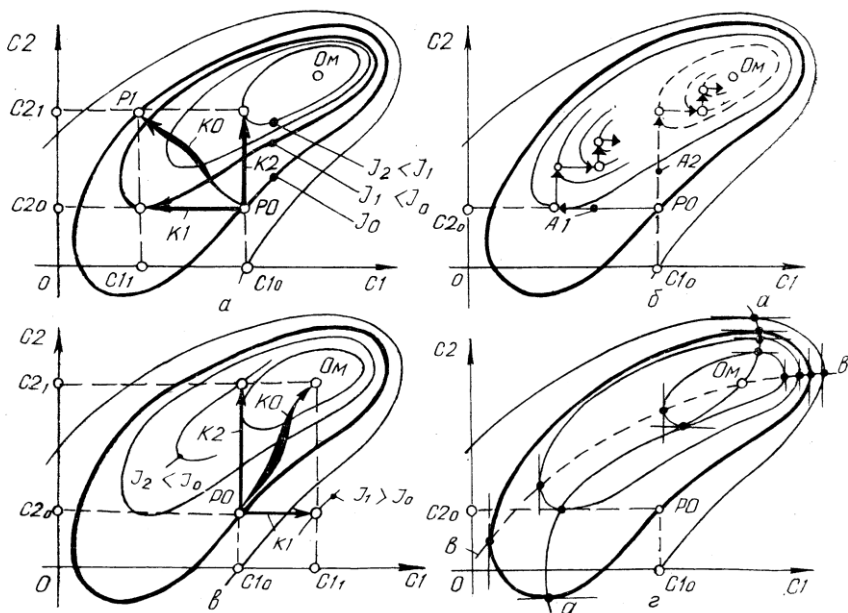 C2
C2₁
C2₀
P1
K0
K2
K1
P0
Oм
J₂ < J₁
J₁ < J₀
J₀
0
C1₁
а
C1₀
C1
C2
C2₀
Oм
A2
A1
P0
0
б
C1₀
C1
C2
C2₁
C2₀
Oм
K0
K2
J₂ < J₀
P0
K1
J₁ > J₀
0
в
C1₀
C1₁
C1
C2
C2₀
а
в
Oм
P0
в
0
а
г
C1₀
C1